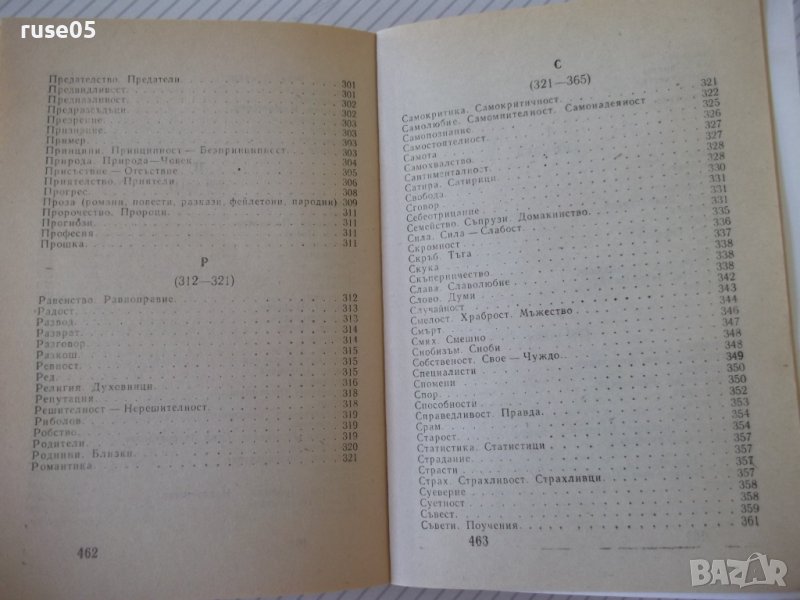 ruse05
Предателство. Предатели. 301
Предвидливост. 301
Предпазливост. 302
Предразсъдъци. 302
Презрение. 302
Признание. 303
Пример. 303
Принципи. Принципност — Безпринципност. 303
Природа. Природа—Човек. 304
Присъствие — Отсъствие 305
Приятелство. Приятели. 306
Прогрес. 308
Проза (романи, повести, разкази, фейлетони, пародии) 309
Пророчество. Пророци. 311
Прогнози. 311
Професия 311
Прошка. 311
Р
(312—321)
Равенство. Равноправие. 312
Радост. 313
Развод. 313
Разврат. 314
Разговор. 314
Разкош. 315
Ревност. 315
Ред. 315
Религия. Духовници. 316
Репутация. 318
Решителност — Нерешителност. 318
Риболов. 319
Робство. 319
Родители. 319
Роднини. Близки 320
Романтика 321
462
С
(321—365)
Самокритика. Самокритичност. 321
Самолюбие. Самомнителност. Самонадеяност 322
Самопознание 325
Самостоятелност. 326
Самота 327
Самохвалство. 327
Сантименталност. 328
Сатира. Сатирици. 328
Свобода. 330
Сговор. 331
Себеотрицание. 331
Семейство. Съпрузи. Домакинство. 331
Сила. Сила — Слабост 335
Скромност 336
Скръб. Тъга 337
Скука 338
Скъперничество 338
Слава. Славолюбие. 338
Слово. Думи 342
Случайност 343
Смелост. Храброст. Мъжество 344
Смърт 346
Смях. Смешно 347
Снобизъм. Сноби 348
Собственост. Свое — Чуждо. 348
Специалисти 349
Спомени 350
Спор. 350
Способности 352
Справедливост. Правда. 353
Срам. 354
Старост. 354
Статистика. Статистици 357
Страдание. 357
Страсти 357
Страх. Страхливост. Страхливци. 357
Суеверие 358
Суетност 358
Съвест. 359
Съвети. Поучения 361
463
BAZAR